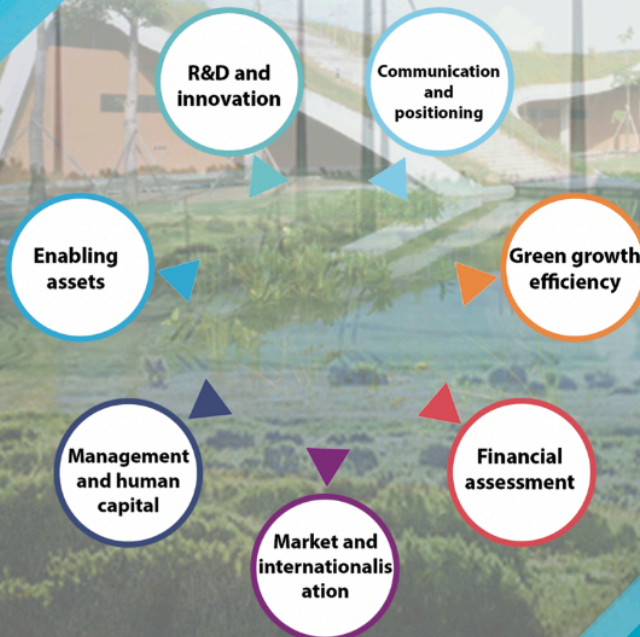 R&D and
innovation
Communication
and
positioning
Enabling
assets
Green growth
efficiency
Management
and human
capital
Financial
assessment
Market and
internationalis
ation